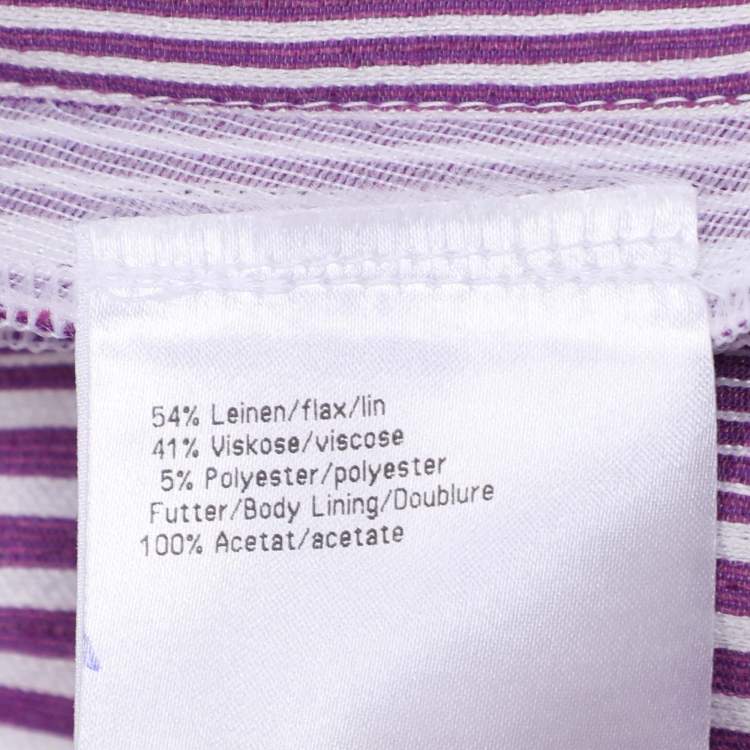 54% Leinen/flax/lin
41% Viskose/viscose
5% Polyester/polyester
Futter/Body Lining/Doublure
100% Acetat/acetate